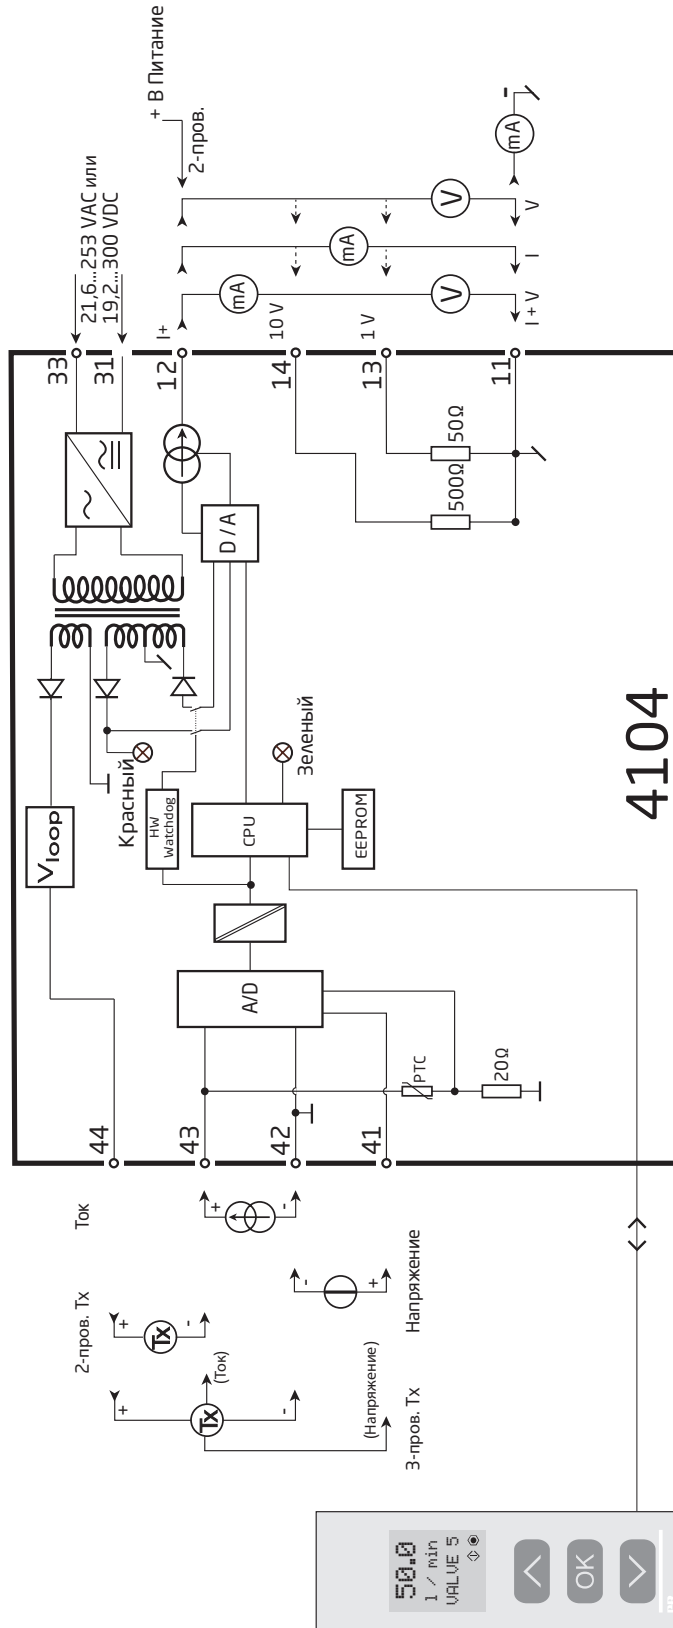 3-пров. Tx
2-пров. Tx
Ток
+
-
Tx
(Ток)
(Напряжение)
+
-
Tx
+
-
-
+
Напряжение
44
43
42
41
Vloop
Красный
HW
Watchdog
A/D
CPU
Зеленый
EEPROM
PTC
20Ω
D / A
500Ω
50Ω
33
31
12
14
13
11
21,6...253 VAC или
19,2...300 VDC
+ В Питание
2-пров.
I+
10 V
1 V
mA
V
mA
V
mA
-
I + V
I
V
4104
50.0
l / min
VALVE 5
OK
PR